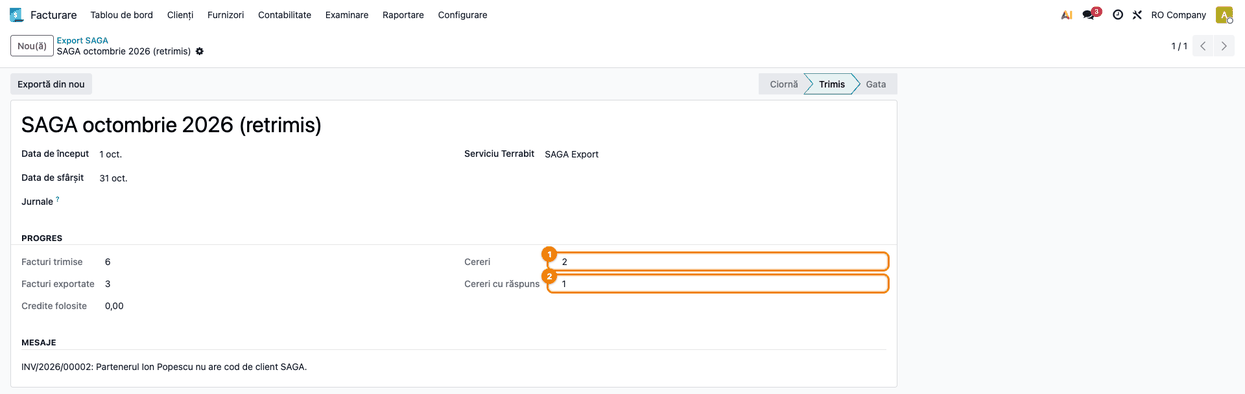 Facturare Tablou de bord Clienți Furnizori Contabilitate Examinare Raportare Configurare AI 3 RO Company A
Nou(ă) Export SAGA
SAGA octombrie 2026 (retrimis) 1 / 1
Exportă din nou Ciornă Trimis Gata
SAGA octombrie 2026 (retrimis)
Data de început 1 oct. Serviciu Terrabit SAGA Export
Data de sfârșit 31 oct.
Jurnale ?
PROGRES
Facturi trimise 6 Cereri 1 2
Facturi exportate 3 Cereri cu răspuns 2 1
Credite folosite 0,00
MESAJE
INV/2026/00002: Partenerul Ion Popescu nu are cod de client SAGA.